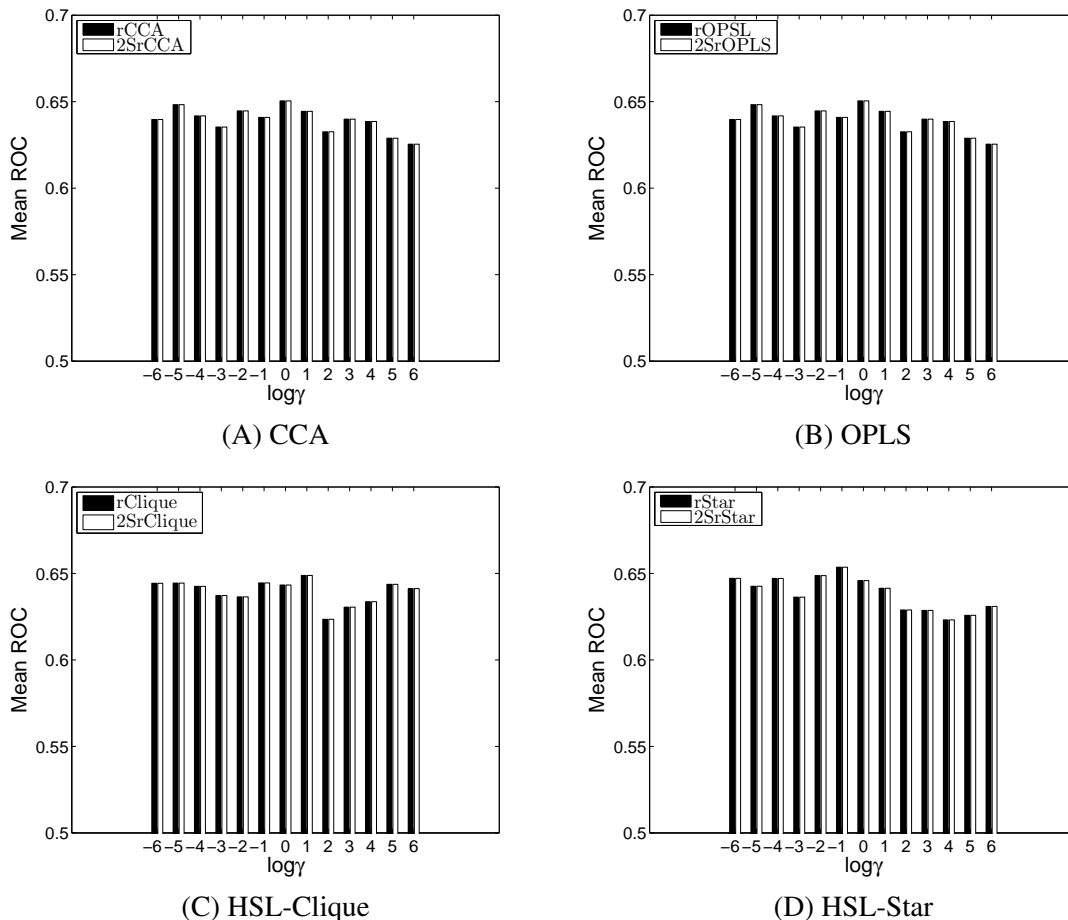 0.7
rCCA
2SrCCA
0.65
0.6
0.55
0.5
Mean ROC
−6 −5 −4 −3 −2 −1 0 1 2 3 4 5 6
logγ
(A) CCA
0.7
rOPSL
2SrOPLS
0.65
0.6
0.55
0.5
Mean ROC
−6 −5 −4 −3 −2 −1 0 1 2 3 4 5 6
logγ
(B) OPLS
0.7
rClique
2SrClique
0.65
0.6
0.55
0.5
Mean ROC
−6 −5 −4 −3 −2 −1 0 1 2 3 4 5 6
logγ
(C) HSL-Clique
0.7
rStar
2SrStar
0.65
0.6
0.55
0.5
Mean ROC
−6 −5 −4 −3 −2 −1 0 1 2 3 4 5 6
logγ
(D) HSL-Star